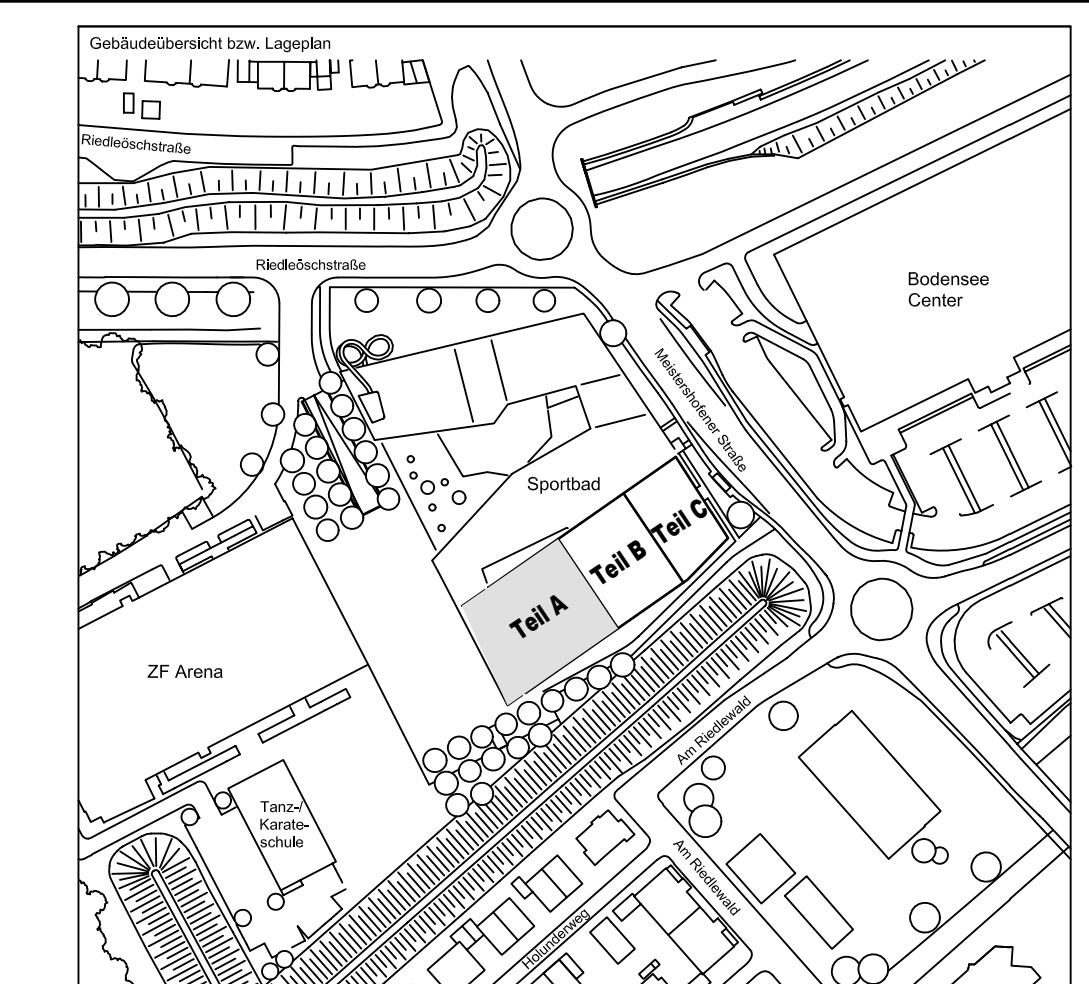 Gebäudeübersicht bzw. Lageplan
Riedleöschstraße
Riedleöschstraße
Bodensee
Center
Meistershofener Straße
Sportbad
Teil C
Teil B
Teil A
ZF Arena
Am Riedlewald
Tanz-/
Karate-
schule
Am Riedlewald
Holunderweg